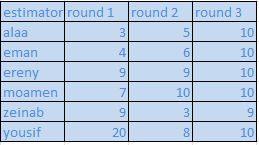 estimator round 1 round 2 round 3
alaa 3 5 10
eman 4 6 10
ereny 9 9 10
moamen 7 10 10
zeinab 9 3 9
yousif 20 8 10